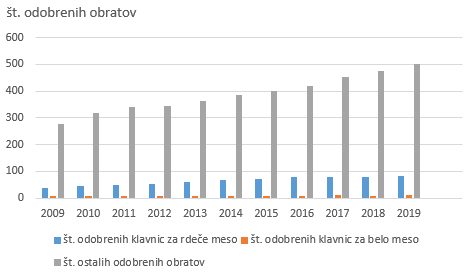 št. odobrenih obratov
600
500
400
300
200
100
0
2009 2010 2011 2012 2013 2014 2015 2016 2017 2018 2019
št. odobrenih klavnic za rdeče meso št. odobrenih klavnic za belo meso
št. ostalih odobrenih obratov